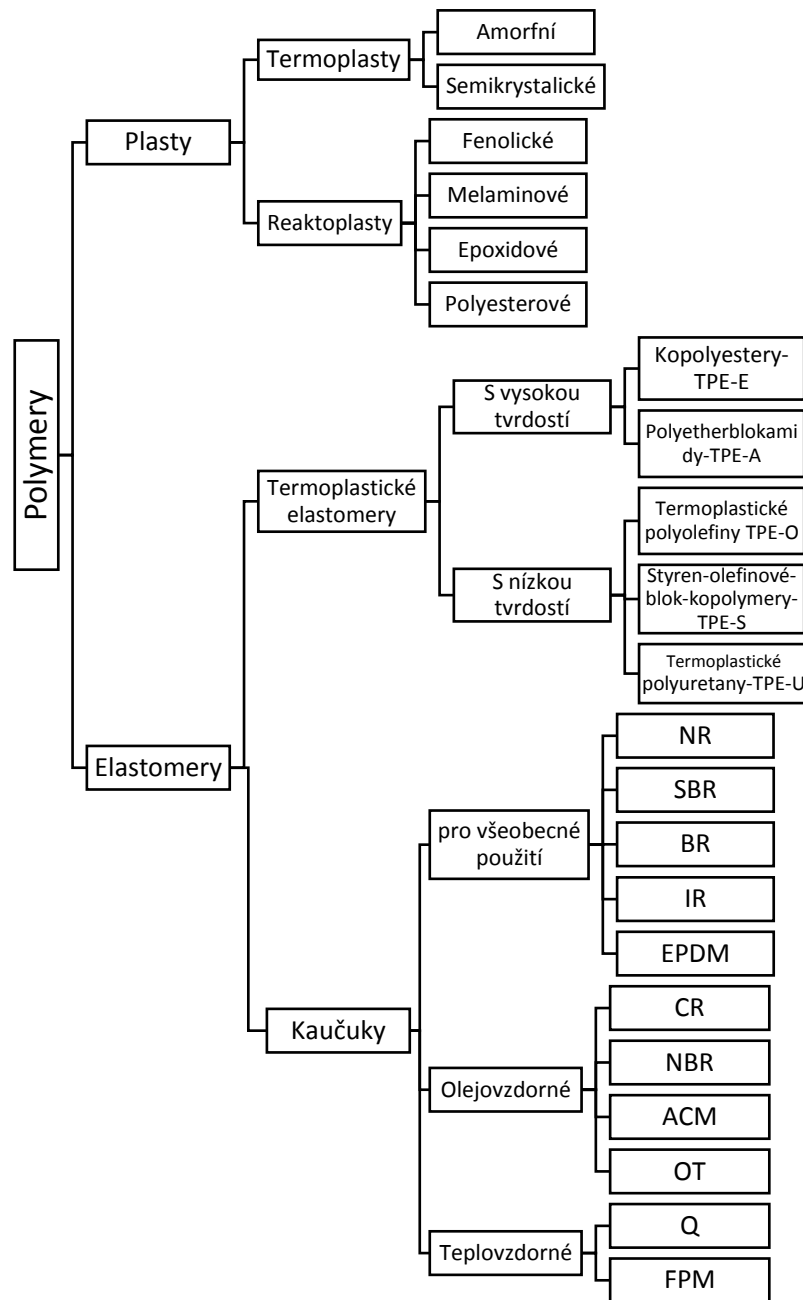 Polymery
Plasty
Termoplasty
Amorfní
Semikrystalické
Reaktoplasty
Fenolické
Melaminové
Epoxidové
Polyesterové
Elastomery
Termoplastické
elastomery
S vysokou
tvrdostí
Kopolyestery-
TPE-E
Polyetherblokami
dy-TPE-A
S nízkou
tvrdostí
Termoplastické
polyolefiny TPE-O
Styren-olefinové-
blok-kopolymery-
TPE-S
Termoplastické
polyuretany-TPE-U
Kaučuky
pro všeobecné
použití
NR
SBR
BR
IR
EPDM
Olejovzdorné
CR
NBR
ACM
OT
Teplovzdorné
Q
FPM